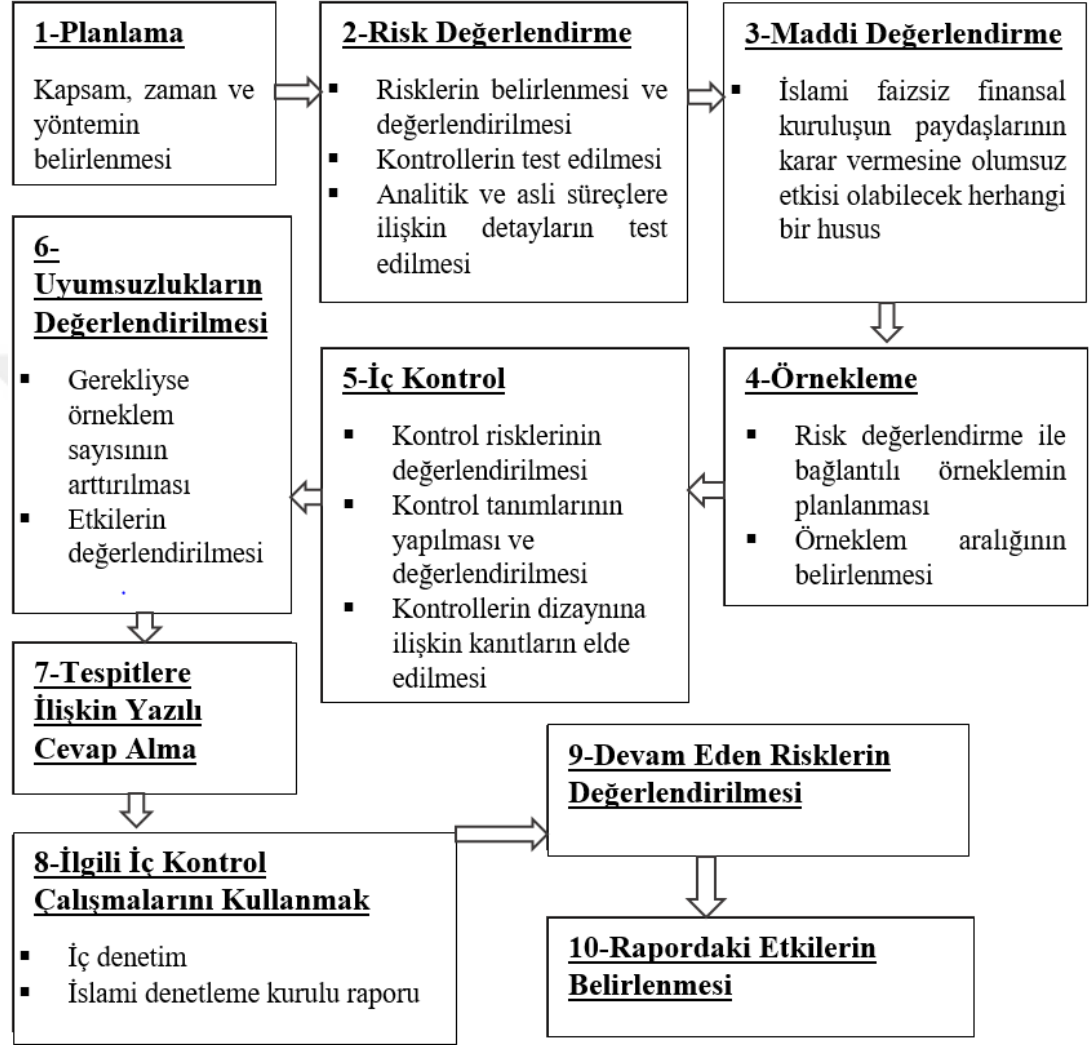 1-Planlama
Kapsam, zaman ve
yöntemin
belirlenmesi
2-Risk Değerlendirme
▪ Risklerin belirlenmesi ve
değerlendirilmesi
▪ Kontrollerin test edilmesi
▪ Analitik ve asli süreçlere
ilişkin detayların test
edilmesi
3-Maddi Değerlendirme
▪ İslami faizsiz finansal
kuruluşun paydaşlarının
karar vermesine olumsuz
etkisi olabilecek herhangi
bir husus
4-Örnekleme
▪ Risk değerlendirme ile
bağlantılı örneklemin
planlanması
▪ Örneklem aralığının
belirlenmesi
5-İç Kontrol
▪ Kontrol risklerinin
değerlendirilmesi
▪ Kontrol tanımlarının
yapılması ve
değerlendirilmesi
▪ Kontrollerin dizaynına
ilişkin kanıtların elde
edilmesi
6-
Uyumsuzlukların
Değerlendirilmesi
▪ Gerekliyse
örneklem
sayısının
arttırılması
▪ Etkilerin
değerlendirilmesi
7-Tespitlere
İlişkin Yazılı
Cevap Alma
8-İlgili İç Kontrol
Çalışmalarını Kullanmak
▪ İç denetim
▪ İslami denetleme kurulu raporu
9-Devam Eden Risklerin
Değerlendirilmesi
10-Rapordaki Etkilerin
Belirlenmesi